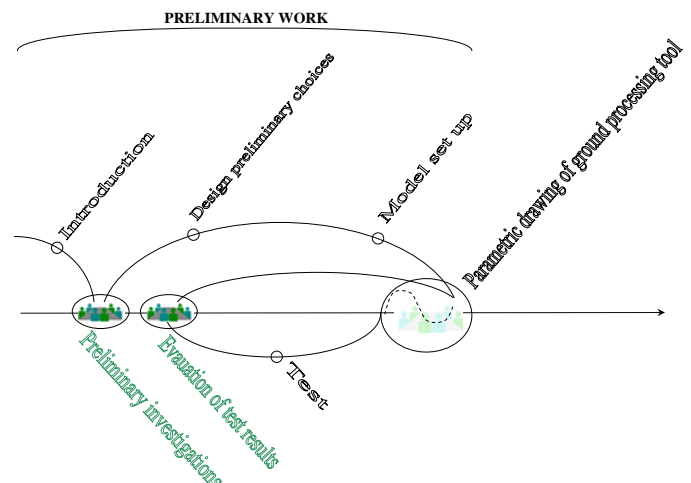 PRELIMINARY WORK
Introduction
Design preliminary choices
Model set up
Parametric drawing of ground processing tool
Preliminary investigations
Evauation of test results
Test